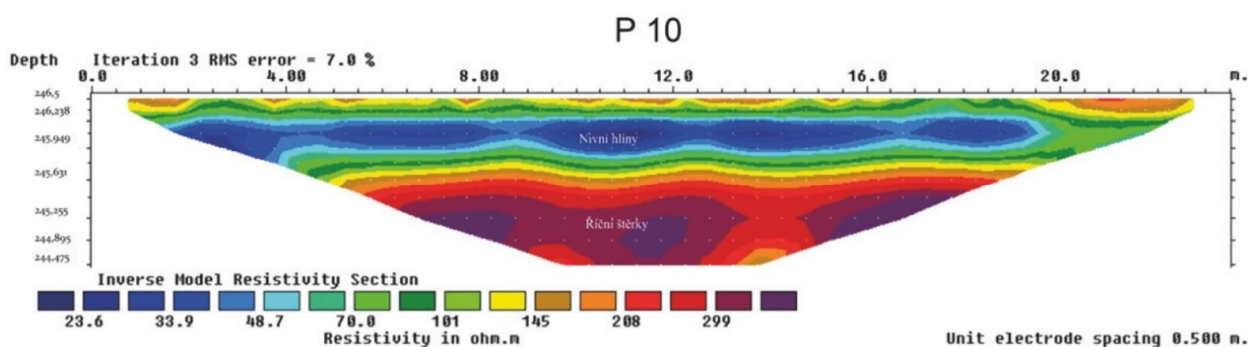 P 10
Depth Iteration 3 RMS error = 7.0 %
0.0 4.00 8.00 12.0 16.0 20.0 m.
246.5
246.238
245.949
245.631
245.255
244.895
244.475
Nivní hlíny
Říční štěrky
Inverse Model Resistivity Section
23.6 33.9 48.7 70.0 101 145 208 299
Resistivity in ohm.m
Unit electrode spacing 0.500 m.